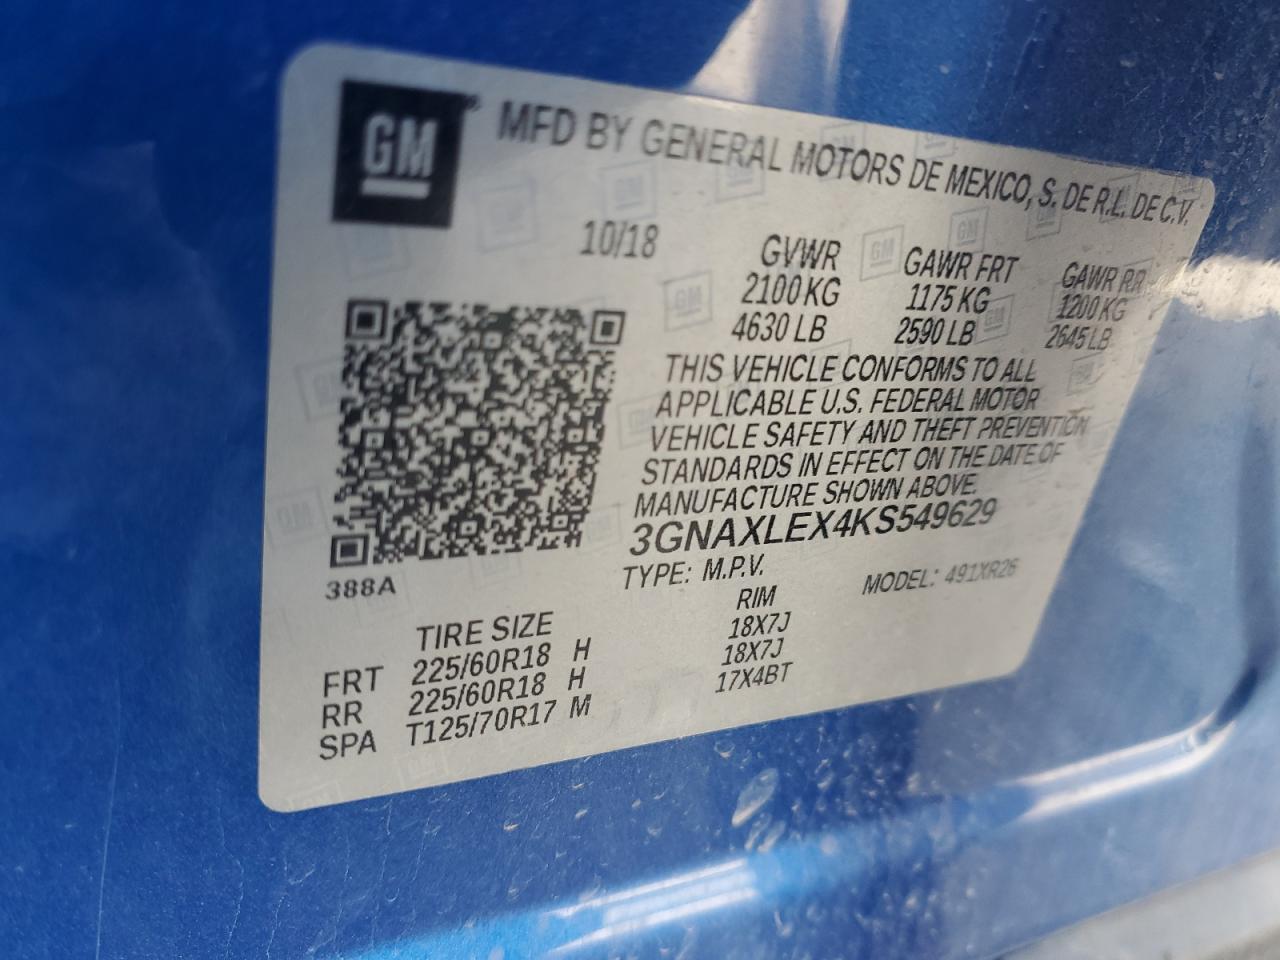 GM
MFD BY GENERAL MOTORS DE MEXICO, S. DE R.L. DE C.V.
10/18
GVWR GAWR FRT GAWR RR
2100 KG 1175 KG 1200 KG
4630 LB 2590 LB 2645 LB
THIS VEHICLE CONFORMS TO ALL
APPLICABLE U.S. FEDERAL MOTOR
VEHICLE SAFETY AND THEFT PREVENTION
STANDARDS IN EFFECT ON THE DATE OF
MANUFACTURE SHOWN ABOVE.
3GNAXLEX4KS549629
TYPE: M.P.V. MODEL: 491XR26
388A
TIRE SIZE RIM
FRT 225/60R18 H 18X7J
RR 225/60R18 H 18X7J
SPA T125/70R17 M 17X4BT